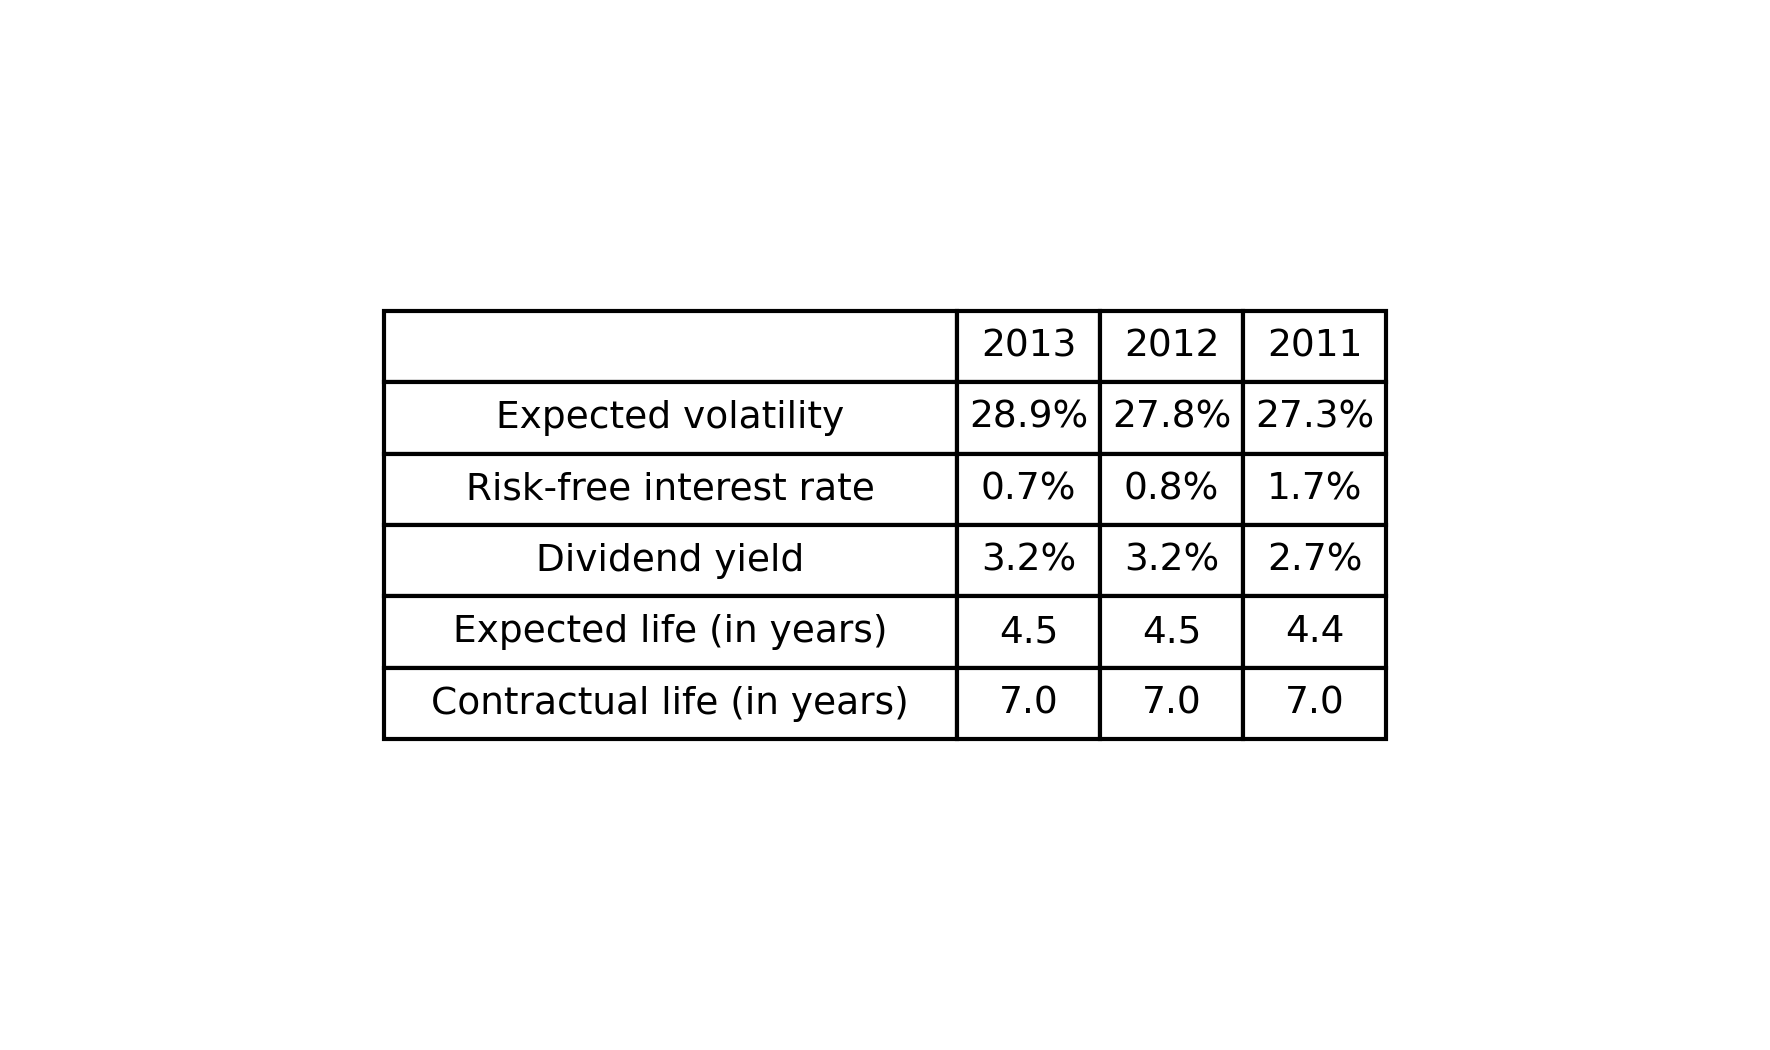 2013 2012 2011
Expected volatility 28.9% 27.8% 27.3%
Risk-free interest rate 0.7% 0.8% 1.7%
Dividend yield 3.2% 3.2% 2.7%
Expected life (in years) 4.5 4.5 4.4
Contractual life (in years) 7.0 7.0 7.0